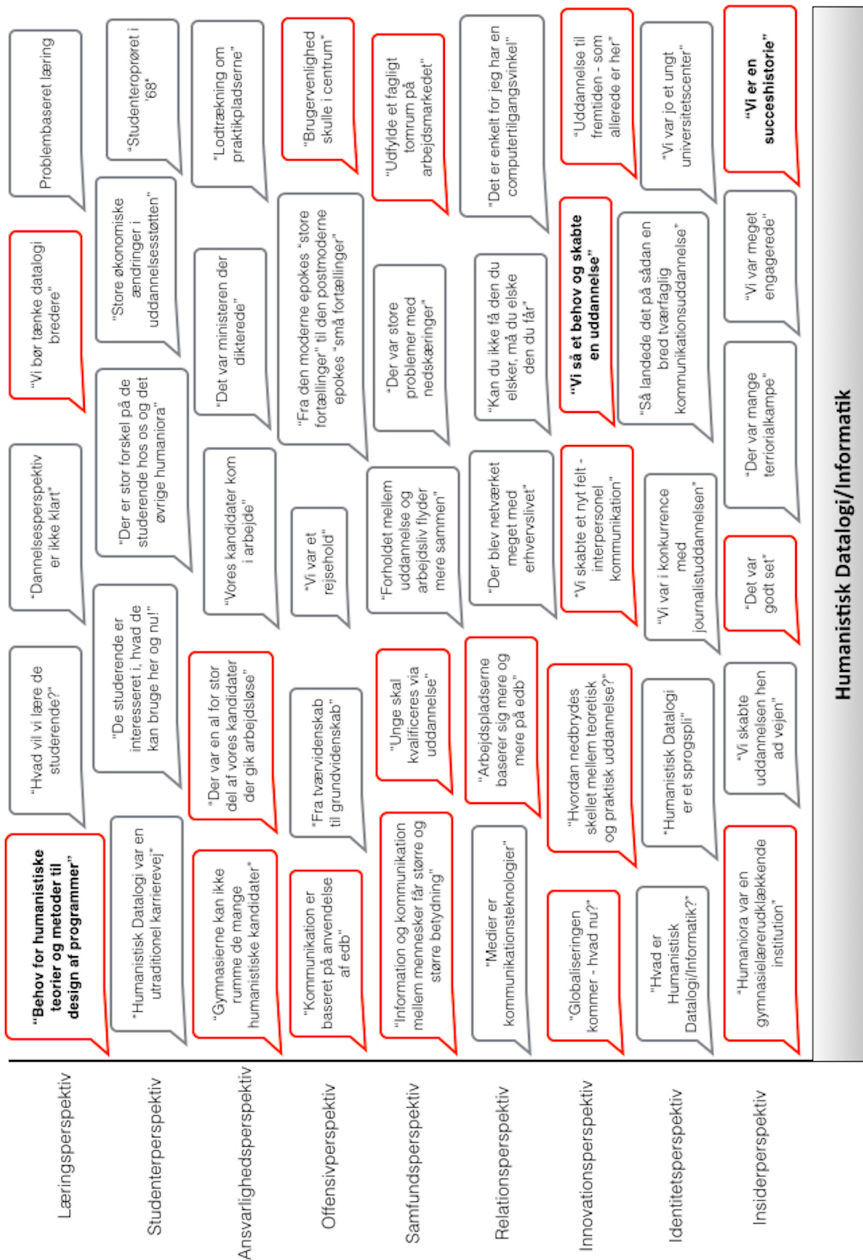 Læringsperspektiv
“Behov for humanistiske
teorier og metoder til
design af programmer”
“Hvad vil vi lære de
studerende?”
“Dannelsesperspektiv
er ikke klart”
“Vi bør tænke datalogi
bredere”
Problembaseret læring
Studenterperspektiv
“Humanistisk Datalogi var en
utraditionel karrierevej”
“De studerende er
interesseret i, hvad de
kan bruge her og nu!”
“Der er stor forskel på de
studerende hos os og det
øvrige humaniora”
“Store økonomiske
ændringer i
uddannelsesstøtten”
“Studenteroprøret i
'68”
Ansvarlighedsperspektiv
“Gymnasierne kan ikke
rumme de mange
humanistiske kandidater”
“Der var en alt for stor
del af vores kandidater
der gik arbejdsløse”
“Vores kandidater kom
i arbejde”
“Det var ministeren der
dikterede”
“Lodtrækning om
praktikpladserne”
Offensivperspektiv
“Kommunikation er
baseret på anvendelse
af edb”
“Fra tværvidenskab
til grundvidenskab”
“Vi var et
rejsehold”
“Fra den moderne epokes “store
fortællinger” til den postmoderne
epokes “små fortællinger”
“Brugervenlighed
skulle i centrum”
Samfundsperspektiv
“Information og kommunikation
mellem mennesker får større og
større betydning”
“Unge skal
kvalificeres via
uddannelse”
“Forholdet mellem
uddannelse og
arbejdsliv flyder
mere sammen”
“Der var store
problemer med
nedskæringer”
“Udfylde et fagligt
tomrum på
arbejdsmarkedet”
Relationsperspektiv
“Medier er
kommunikationsteknologier”
“Arbejdspladserne
baserer sig mere og
mere på edb”
“Der blev netværket
meget med
erhvervslivet”
“Kan du ikke få den du
elsker, må du elske
den du får”
“Det er enkelt for jeg har en
computertilgangsvinkel”
Innovationsperspektiv
“Globaliseringen
kommer - hvad nu?”
“Hvordan nedbrydes
skellet mellem teoretisk
og praktisk uddannelse?”
“Vi skabte et nyt felt -
interpersonel
kommunikation”
“Vi så et behov og skabte
en uddannelse”
“Uddannelse til
fremtiden - som
allerede er her”
Identitetsperspektiv
“Hvad er
Humanistisk
Datalogi/Informatik?”
“Humanistisk Datalogi
er et sprogspil”
“Vi var i konkurrence
med
journalistuddannelsen”
“Så landede det på sådan en
bred tværfaglig
kommunikationsuddannelse”
“Vi var jo et ungt
universitetscenter”
Insiderperspektiv
“Humaniora var en
gymnasielærerudklækkende
institution”
“Vi skabte
uddannelsen hen
ad vejen”
“Det var
godt set”
“Der var mange
terriorialkampe”
“Vi var meget
engagerede”
“Vi er en
succeshistorie”
Humanistisk Datalogi/Informatik